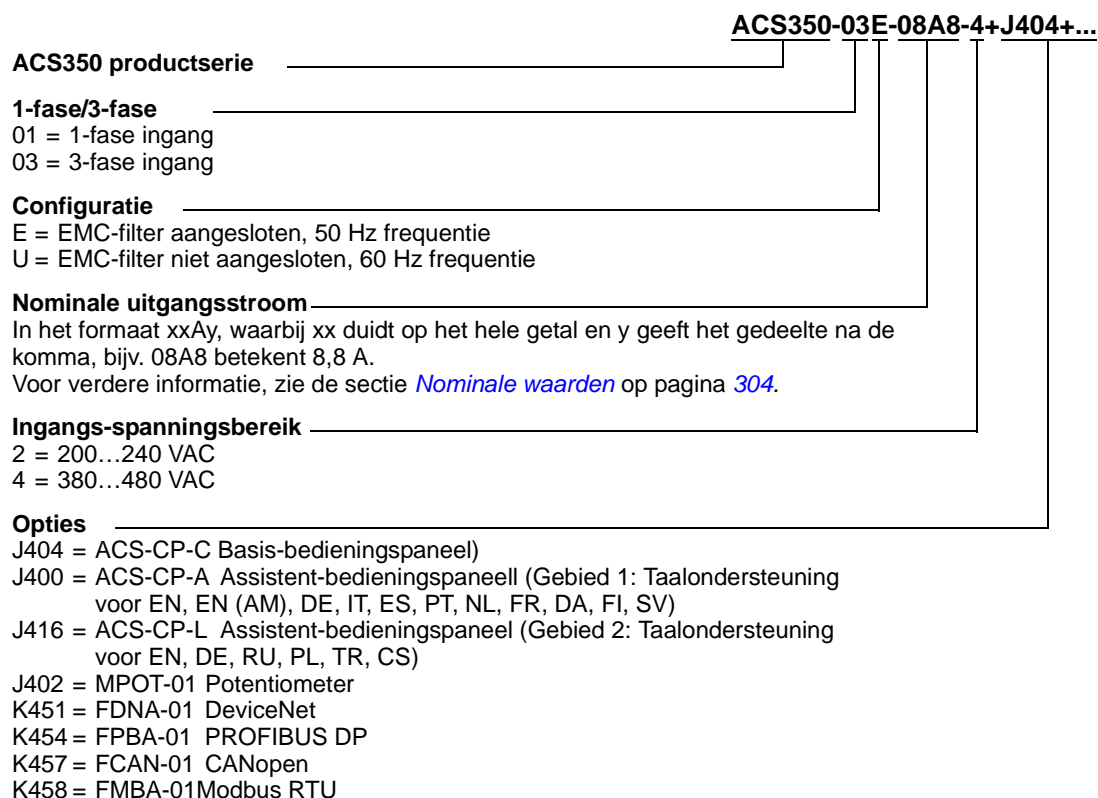 ACS350-03E-08A8-4+J404+...
ACS350 productserie
1-fase/3-fase
01 = 1-fase ingang
03 = 3-fase ingang
Configuratie
E = EMC-filter aangesloten, 50 Hz frequentie
U = EMC-filter niet aangesloten, 60 Hz frequentie
Nominale uitgangsstroom
In het formaat xxAy, waarbij xx duidt op het hele getal en y geeft het gedeelte na de
komma, bijv. 08A8 betekent 8,8 A.
Voor verdere informatie, zie de sectie Nominale waarden op pagina 304.
Ingangs-spanningsbereik
2 = 200…240 VAC
4 = 380…480 VAC
Opties
J404 = ACS-CP-C Basis-bedieningspaneel)
J400 = ACS-CP-A Assistent-bedieningspaneell (Gebied 1: Taalondersteuning
voor EN, EN (AM), DE, IT, ES, PT, NL, FR, DA, FI, SV)
J416 = ACS-CP-L Assistent-bedieningspaneel (Gebied 2: Taalondersteuning
voor EN, DE, RU, PL, TR, CS)
J402 = MPOT-01 Potentiometer
K451 = FDNA-01 DeviceNet
K454 = FPBA-01 PROFIBUS DP
K457 = FCAN-01 CANopen
K458 = FMBA-01Modbus RTU